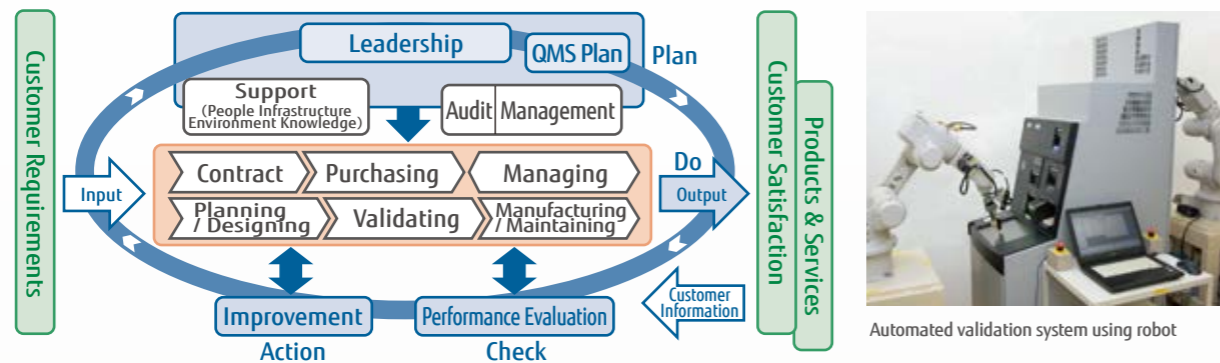 Customer Requirements
Input
Leadership
QMS Plan
Plan
Support
(People Infrastructure
Environment Knowledge)
Audit
Management
Contract
Purchasing
Managing
Planning
/ Designing
Validating
Manufacturing
/ Maintaining
Do
Output
Improvement
Action
Performance Evaluation
Check
Customer
Information
Customer Satisfaction
Products & Services
Automated validation system using robot